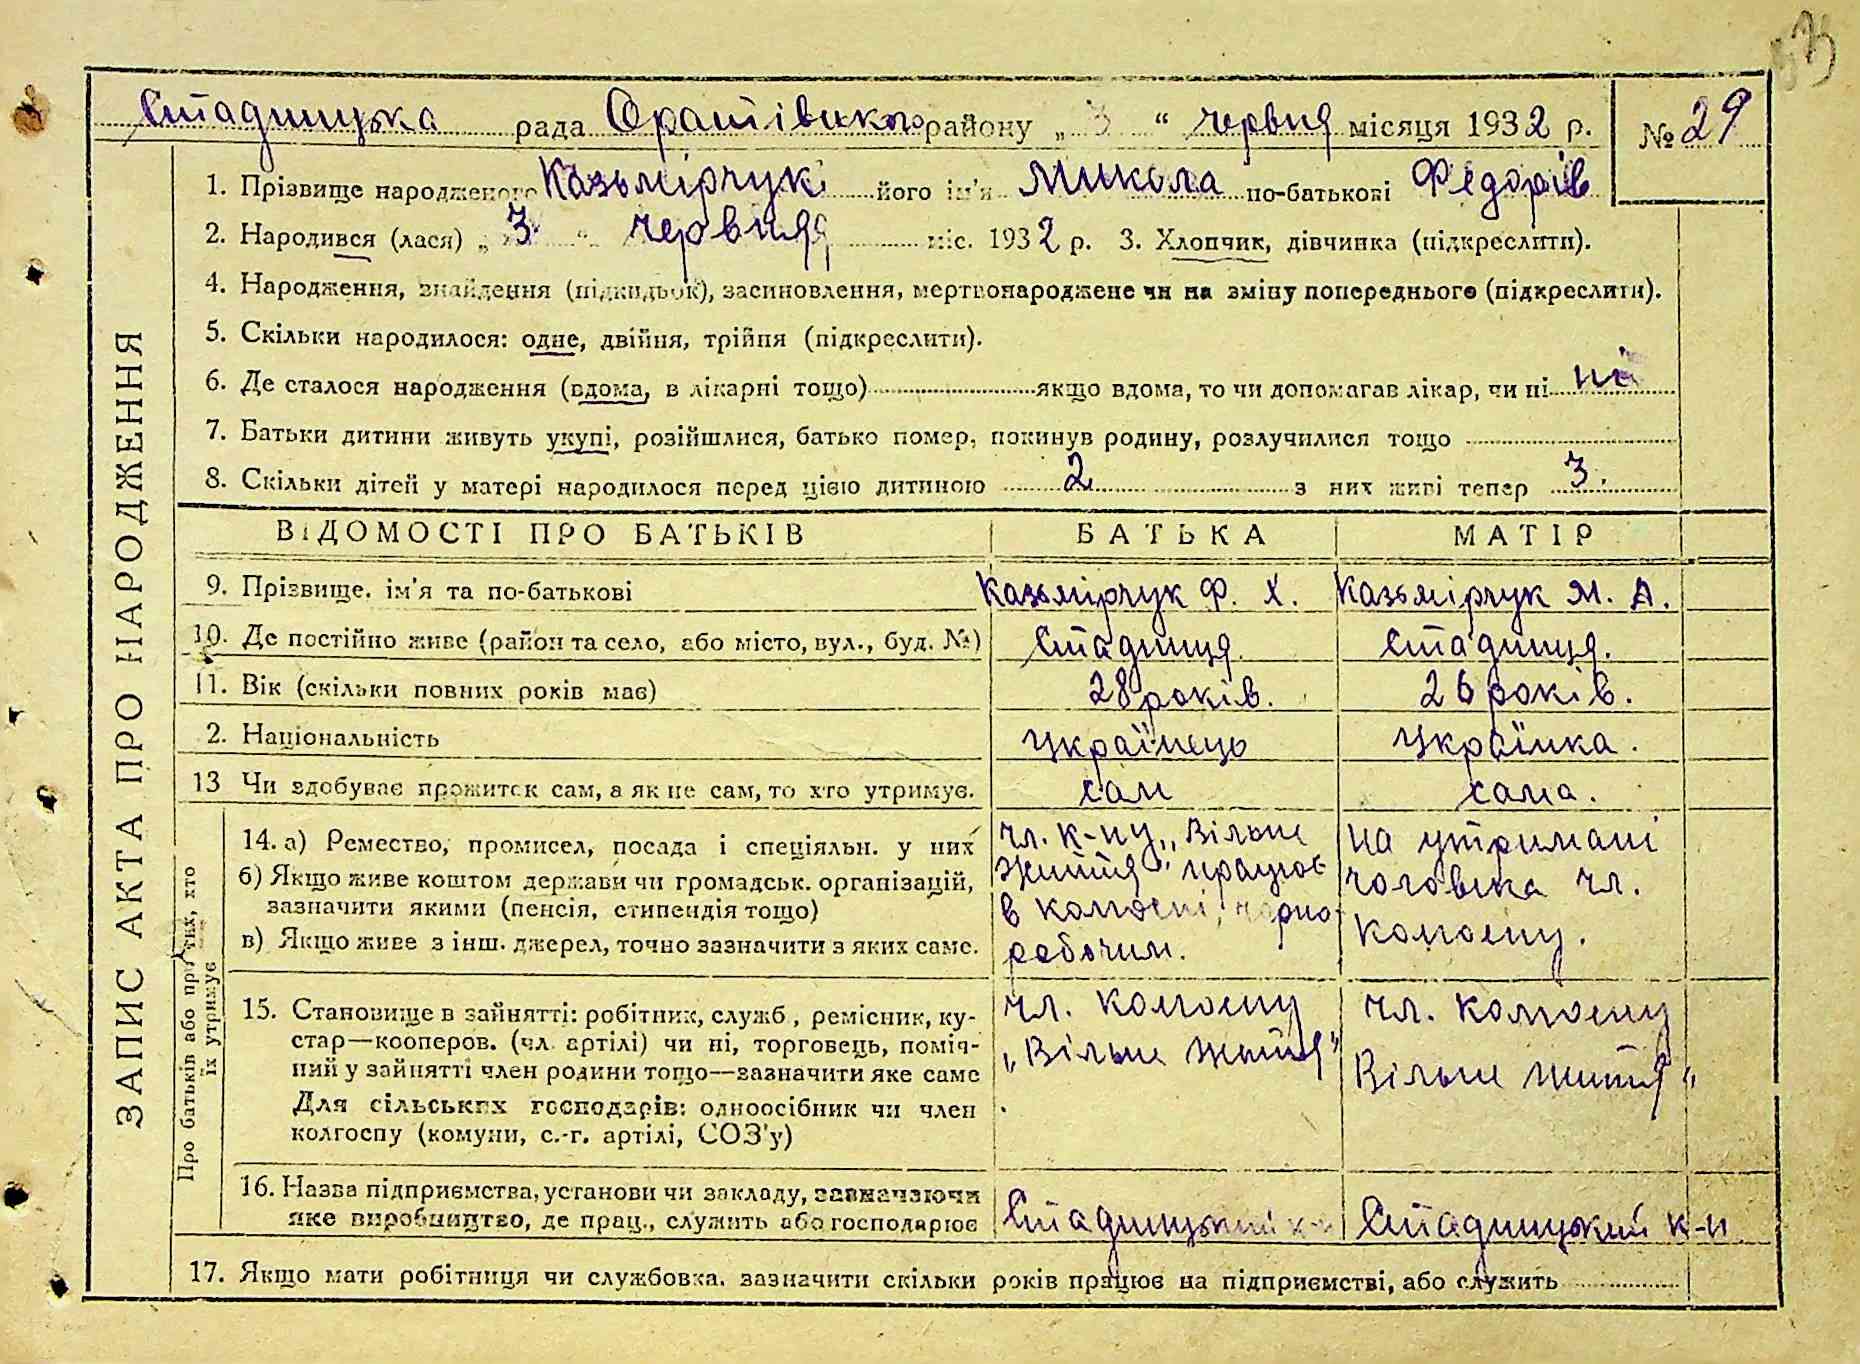 Стадницька рада Оратівського району „ 3 “ червня місяця 1932 р. № 29
ЗАПИС АКТА ПРО НАРОДЖЕННЯ
1. Прізвище народженого Казьмірчук його ім'я Микола по-батькові Федорів
2. Народився (лася) „ 3 “ червня міс. 1932 р. 3. Хлопчик, дівчинка (підкреслити).
4. Народження, знайдення (підкидьок), засиновлення, мертвонароджене чи на зміну попереднього (підкреслити).
5. Скільки народилося: одне, двійня, трійня (підкреслити).
6. Де сталося народження (вдома, в лікарні тощо) якщо вдома, то чи допомагав лікар, чи ні ні
7. Батьки дитини живуть укупі, розійшлися, батько помер, покинув родину, розлучилися тощо
8. Скільки дітей у матері народилося перед цією дитиною 2 з них живі тепер 3.
ВІДОМОСТІ ПРО БАТЬКІВ БАТЬКА МАТІР
9. Прізвище. ім'я та по-батькові Казьмірчук Ф. Х. Казьмірчук М. А.
10. Де постійно живе (район та село, або місто, вул., буд. №) Стадниця. Стадниця.
11. Вік (скільки повних років має) 28 років. 26 років.
2. Національність Українець Українка.
13 Чи здобуває прожиток сам, а як не сам, то хто утримує. сам сама.
Про батьків або про тих, хто
їх утримує
14. а) Ремество, промисел, посада і спеціяльн. у них
б) Якщо живе коштом держави чи громадськ. організацій,
зазначити якими (пенсія, стипендія тощо)
в) Якщо живе з інш. джерел, точно зазначити з яких саме.
чл. к-пу „Вільне
життя“ працює
в колгоспі, чорно
робочим.
на утримані
чоловіка чл.
колгоспу.
15. Становище в зайнятті: робітник, служб, ремісник, ку-
стар—кооперов. (чл. артілі) чи ні, торговець, поміч-
ний у зайнятті член родини тощо—зазначити яке саме
Для сільських господарів: одноосібник чи член
колгоспу (комуни, с.-г. артілі, СОЗ'у)
чл. колгоспу
„Вільне життя“
чл. колгоспу
Вільне життя“
16. Назва підприємства, установи чи закладу, зазначаючи
яке виробництво, де прац., служить або господарює
Стадницький к-п Стадницький к-п
17. Якщо мати робітниця чи службовка. зазначити скільки років працює на підприємстві, або служить